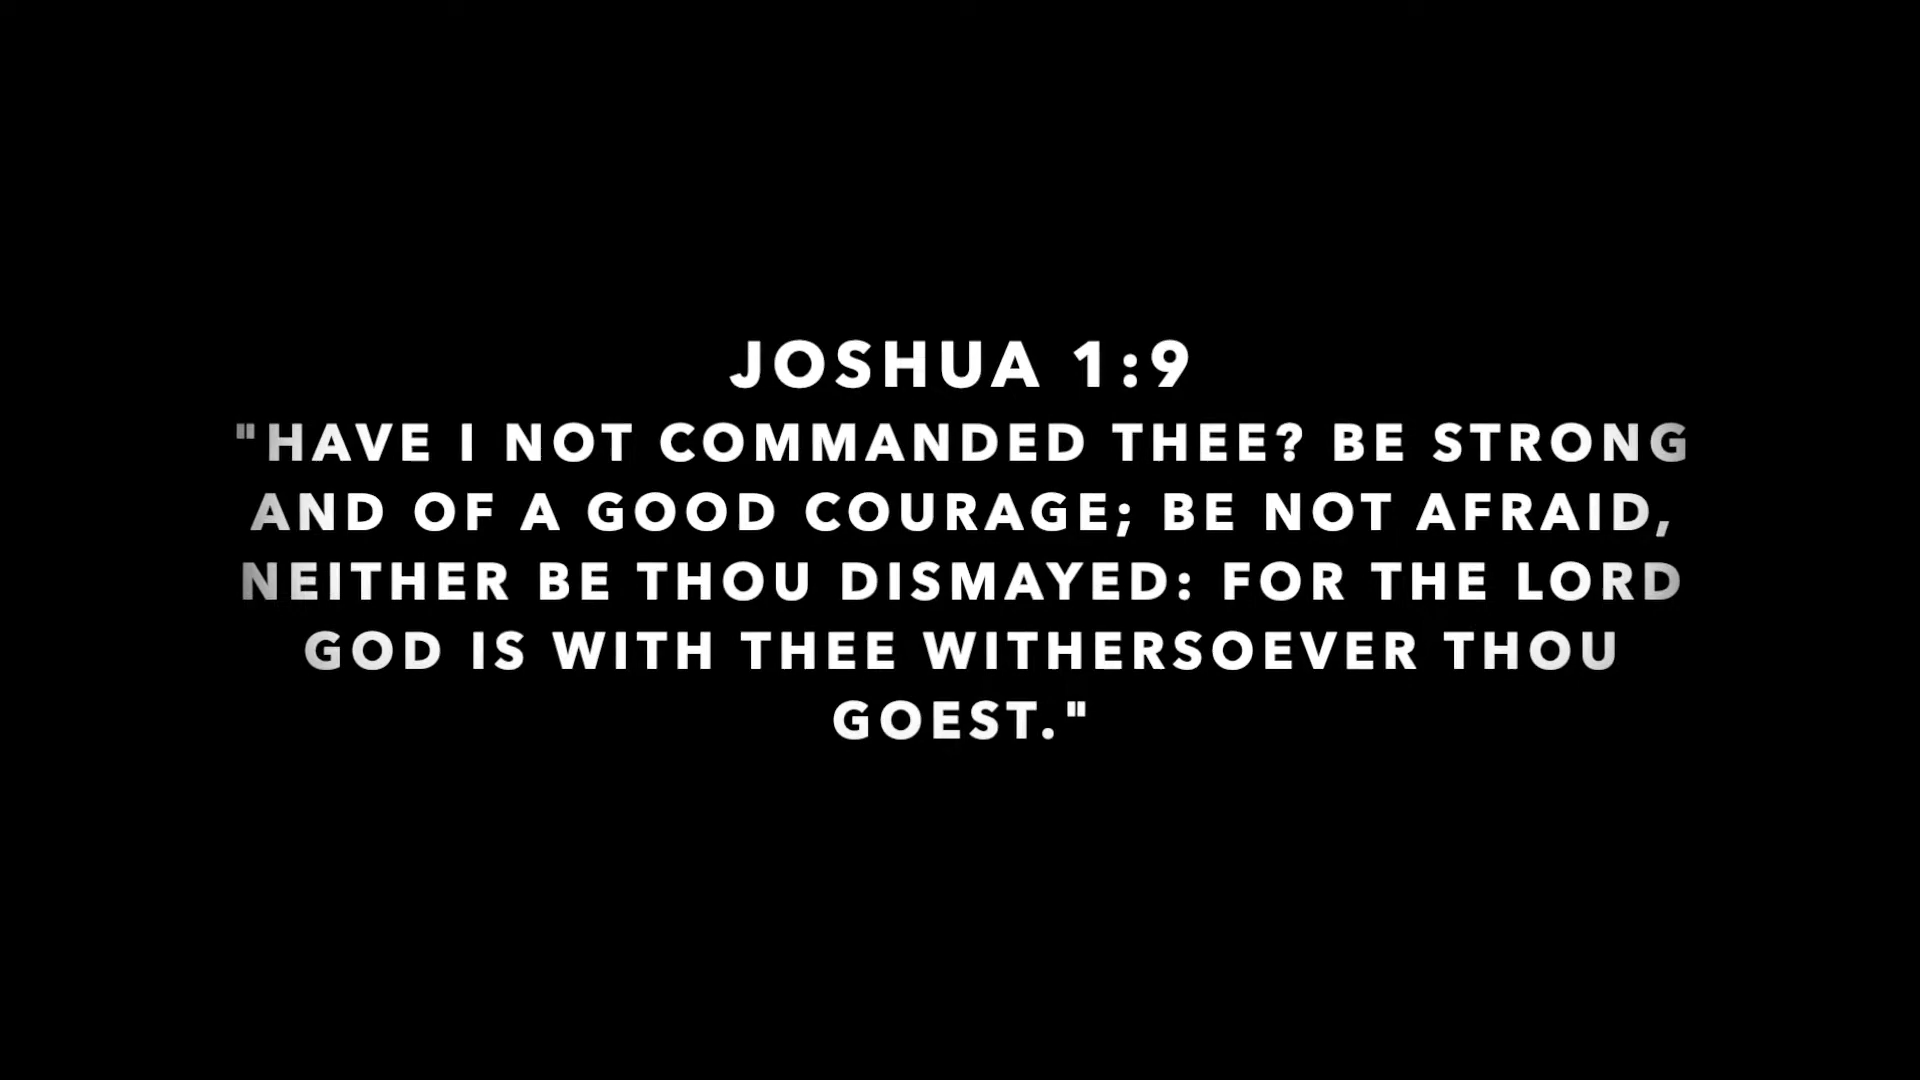 JOSHUA 1:9
"HAVE I NOT COMMANDED THEE? BE STRONG
AND OF A GOOD COURAGE; BE NOT AFRAID,
NEITHER BE THOU DISMAYED: FOR THE LORD
GOD IS WITH THEE WITHERSOEVER THOU
GOEST."